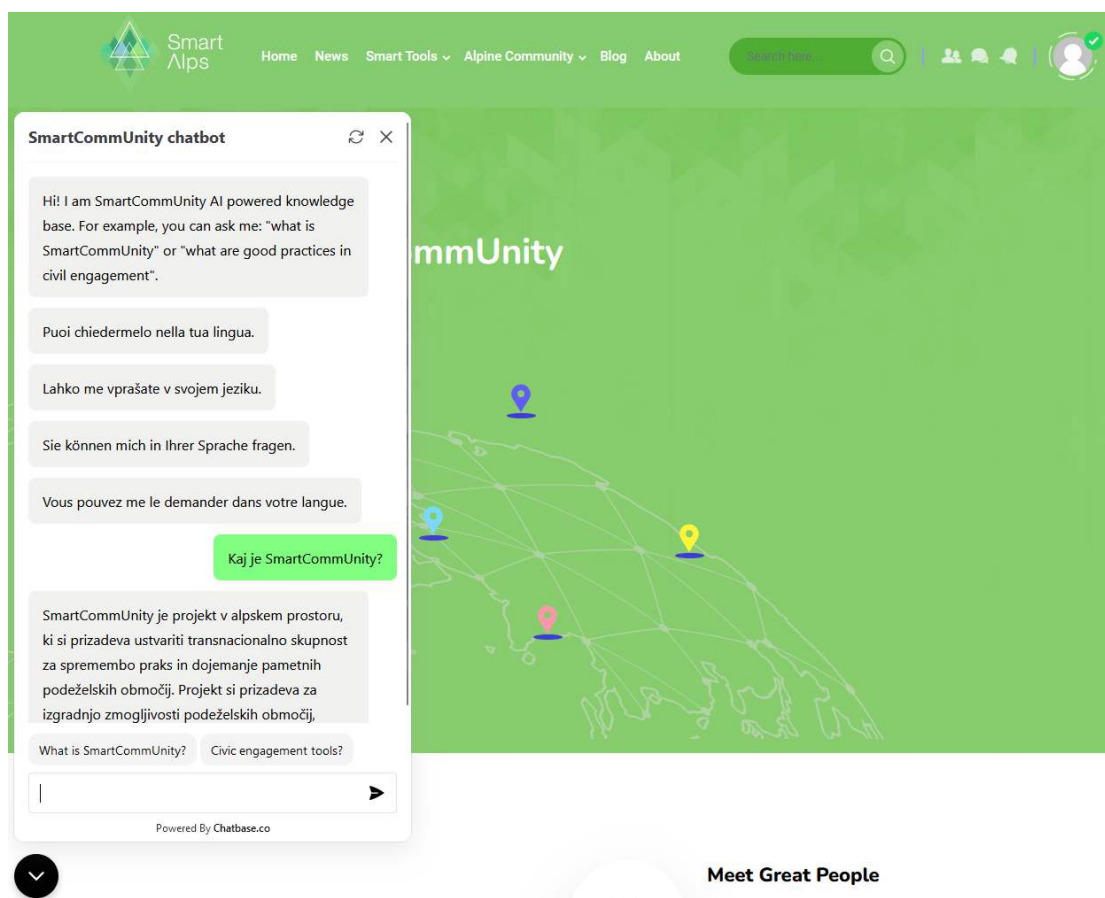 Smart
Alps
Home News Smart Tools Alpine Community Blog About
Search here...
SmartCommUnity chatbot
Hi! I am SmartCommUnity AI powered knowledge
base. For example, you can ask me: "what is
SmartCommUnity" or "what are good practices in
civil engagement".
Puoi chiedermelo nella tua lingua.
Lahko me vprašate v svojem jeziku.
Sie können mich in Ihrer Sprache fragen.
Vous pouvez me le demander dans votre langue.
Kaj je SmartCommUnity?
SmartCommUnity je projekt v alpskem prostoru,
ki si prizadeva ustvariti transnacionalno skupnost
za spremembo praks in dojemanje pametnih
podeželskih območij. Projekt si prizadeva za
izgradnjo zmogljivosti podeželskih območij,
What is SmartCommUnity? Civic engagement tools?
Powered By Chatbase.co
mmUnity
Meet Great People